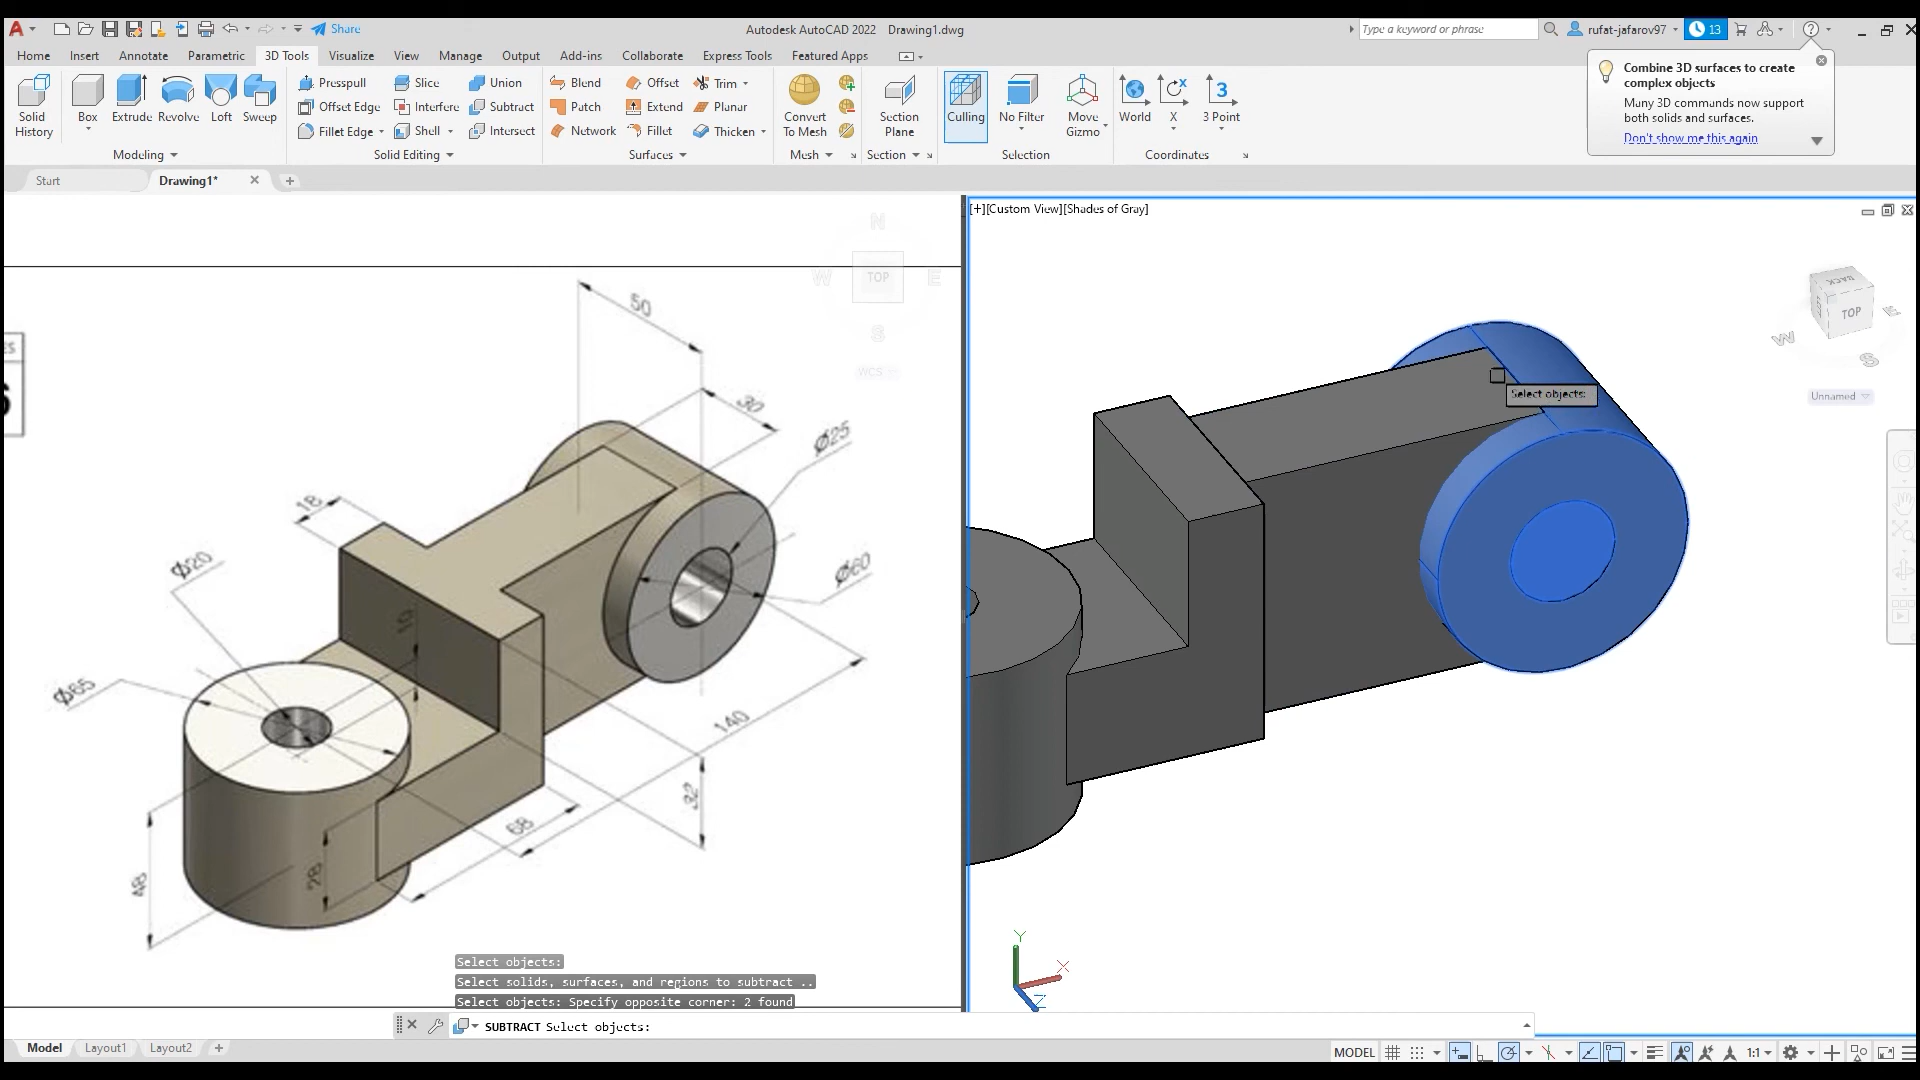 Share
Autodesk AutoCAD 2022 Drawing1.dwg
Type a keyword or phrase
rufat-jafarov97
13
Home Insert Annotate Parametric 3D Tools Visualize View Manage Output Add-ins Collaborate Express Tools Featured Apps
Presspull Slice Union Blend Offset Trim
Offset Edge Interfere Subtract Patch Extend Planar
Fillet Edge Shell Intersect Network Fillet Thicken
Solid History
Box
Extrude
Revolve
Loft
Sweep
Convert To Mesh
Section Plane
Culling
No Filter
Move Gizmo
World
X
3 Point
Modeling
Solid Editing
Surfaces
Mesh
Section
Selection
Coordinates
Combine 3D surfaces to create
complex objects
Many 3D commands now support
both solids and surfaces.
Don't show me this again
Start Drawing1*
[+][Custom View][Shades of Gray]
N
W TOP E
S
WCS
BACK
TOP
W
E
S
Unnamed
50
30
Ø25
18
Ø20
Ø60
Ø65
140
32
68
48
28
Select objects:
Y
X
Z
Select objects:
Select solids, surfaces, and regions to subtract ..
Select objects: Specify opposite corner: 2 found
SUBTRACT Select objects:
Model Layout1 Layout2
MODEL
1:1